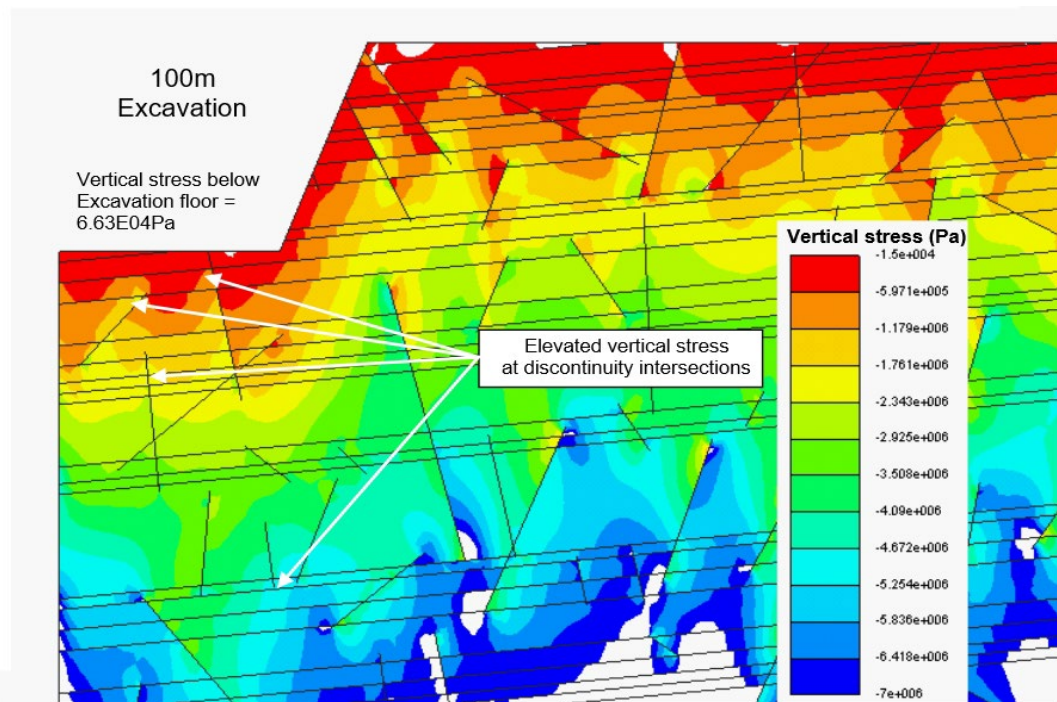 100m
Excavation
Vertical stress below
Excavation floor =
6.63E04Pa
Elevated vertical stress
at discontinuity intersections
Vertical stress (Pa)
-1.5e+004
-5.971e+005
-1.179e+006
-1.761e+006
-2.343e+006
-2.925e+006
-3.508e+006
-4.09e+006
-4.672e+006
-5.254e+006
-5.836e+006
-6.418e+006
-7e+006